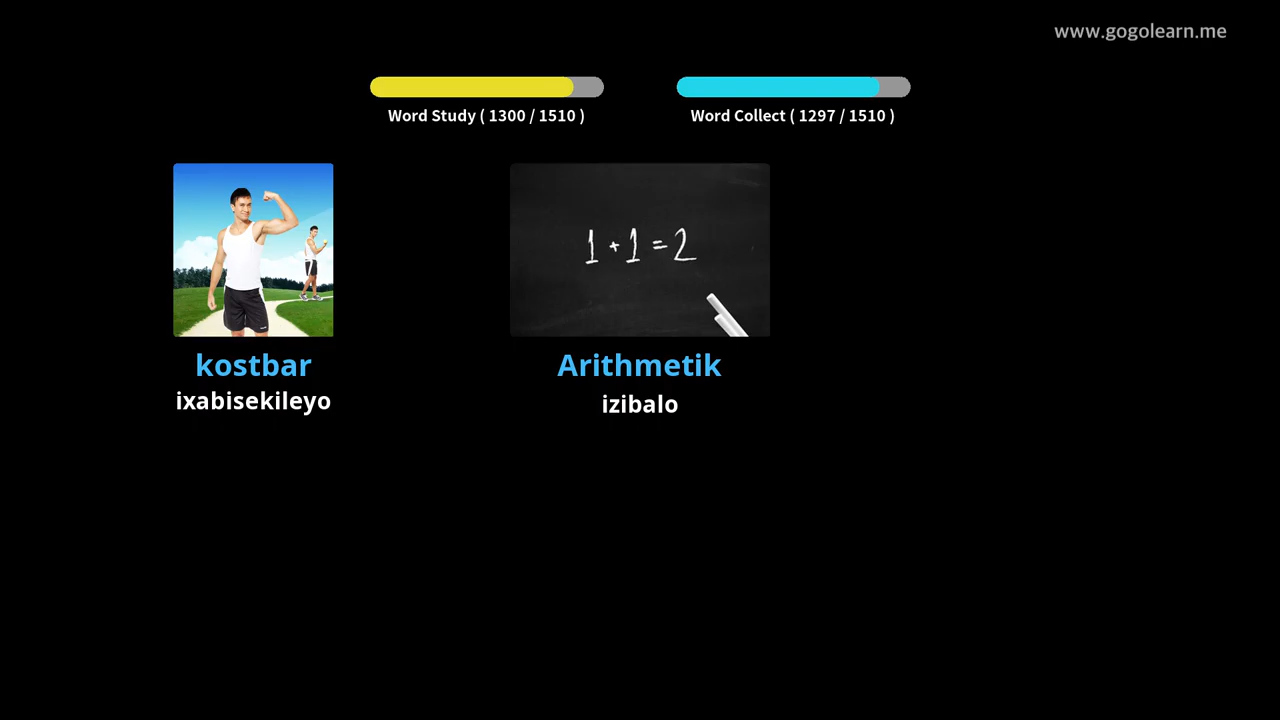 www.gogolearn.me
Word Study ( 1300 / 1510 )
Word Collect ( 1297 / 1510 )
1+1=2
kostbar
ixabisekileyo
Arithmetik
izibalo